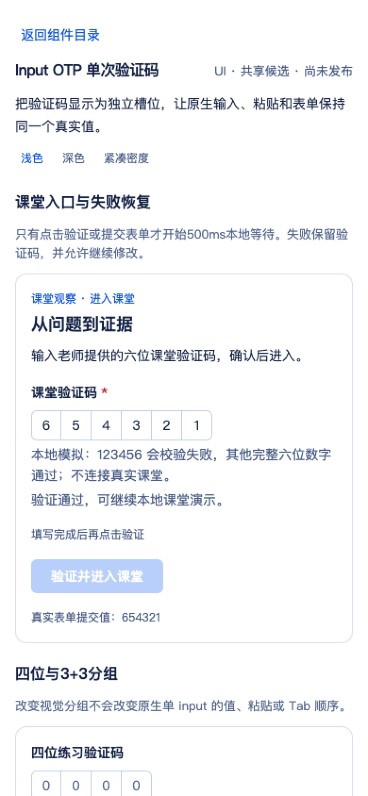 返回组件目录
Input OTP 单次验证码
UI · 共享候选 · 尚未发布
把验证码显示为独立槽位，让原生输入、粘贴和表单保持
同一个真实值。
浅色 深色 紧凑密度
课堂入口与失败恢复
只有点击验证或提交表单才开始500ms本地等待。失败保留验
证码，并允许继续修改。
课堂观察 · 进入课堂
从问题到证据
输入老师提供的六位课堂验证码，确认后进入。
课堂验证码 *
6 5 4 3 2 1
本地模拟：123456 会校验失败，其他完整六位数字
通过；不连接真实课堂。
验证通过，可继续本地课堂演示。
填写完成后再点击验证
验证并进入课堂
真实表单提交值：654321
四位与3+3分组
改变视觉分组不会改变原生单 input 的值、粘贴或 Tab 顺序。
四位练习验证码
0 0 0 0